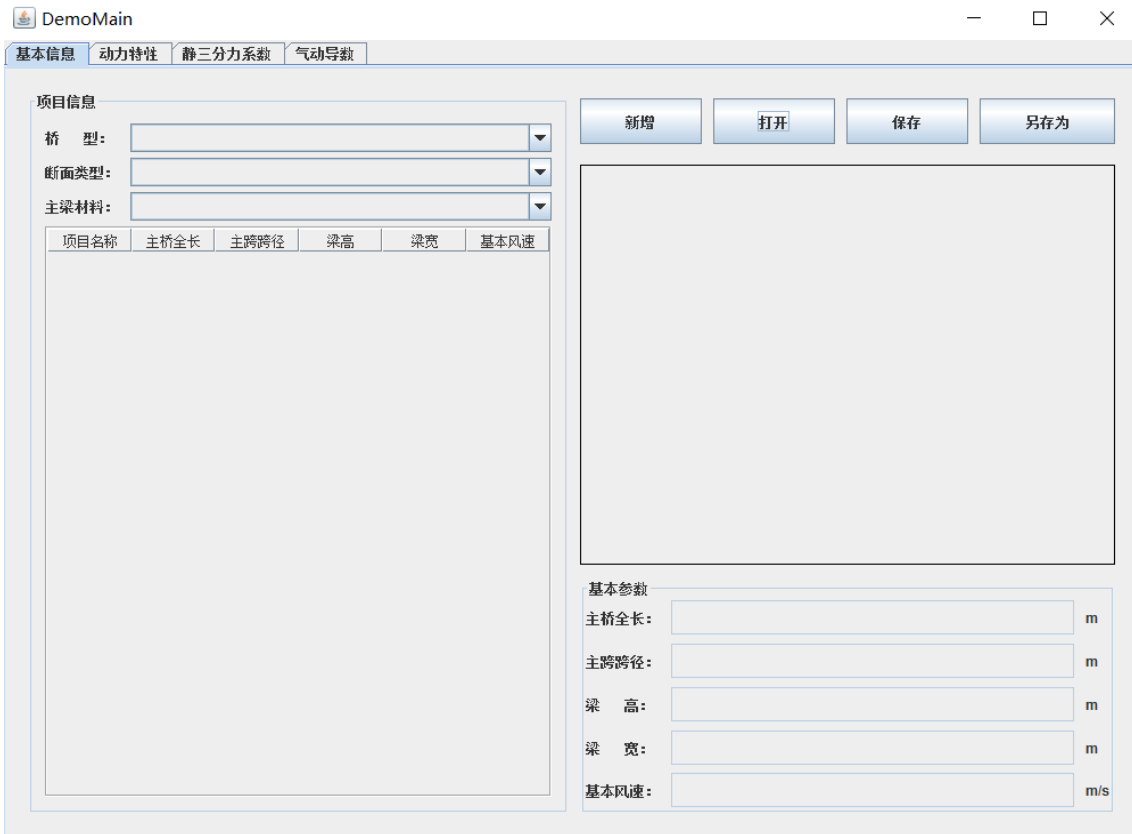 DemoMain
基本信息 动力特性 静三分力系数 气动导数
项目信息
桥 型:
断面类型:
主梁材料:
项目名称 主桥全长 主跨跨径 梁高 梁宽 基本风速
新增 打开 保存 另存为
基本参数
主桥全长: m
主跨跨径: m
梁 高: m
梁 宽: m
基本风速: m/s